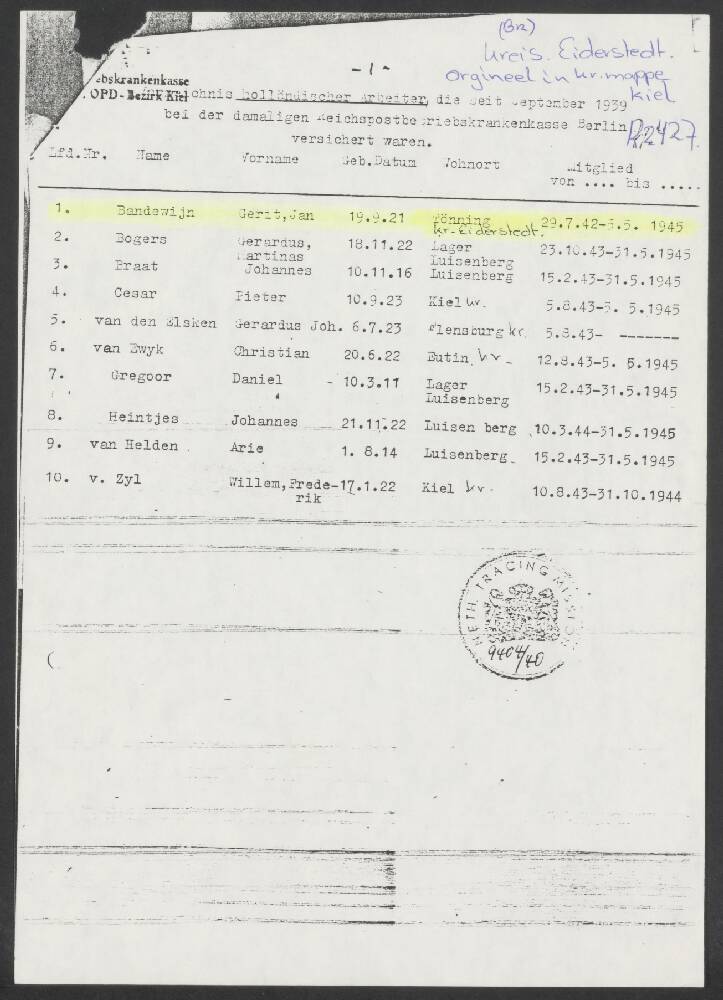 (Br)
Kreis. Eiderstedt.
orgineel in kr. mappe
Kiel
R2427
- 1 -
ebskrankenkasse
OPD - Bezirk Kiel
Verzeichnis holländischer Arbeiter, die seit September 1939
bei der damaligen Reichspostbetriebskrankenkasse Berlin
versichert waren.
Lfd.Nr. Name Vorname Geb.Datum Wohnort Mitglied
von .... bis .....
1. Bandewijn Gerit,Jan 19.9.21 Tönning 29.7.42-5.5. 1945
kr-Eiderstedt.
2. Bogers Gerardus, 18.11.22 Lager 23.10.43-31.5.1945
Martinas Luisenberg
3. Braat Johannes 10.11.16 Luisenberg 15.2.43-31.5.1945
4. Cesar Pieter 10.9.23 Kiel kr. 5.8.43-5. 5.1945
5. van den Elsken Gerardus Joh. 6.7.23 Flensburg kr. 5.8.43- -------
6. van Ewyk Christian 20.6.22 Eutin kr - 12.8.43-5. 5.1945
7. Gregoor Daniel - 10.3.11 Lager 15.2.43-31.5.1945
Luisenberg
8. Heintjes Johannes 21.11.22 Luisen berg 10.3.44-31.5.1945
9. van Helden Arie 1. 8.14 Luisenberg 15.2.43-31.5.1945
10. v. Zyl Willem,Frede- 17.1.22 Kiel kr. 10.8.43-31.10.1944
rik
NETH. TRACING MISSION
9404/40